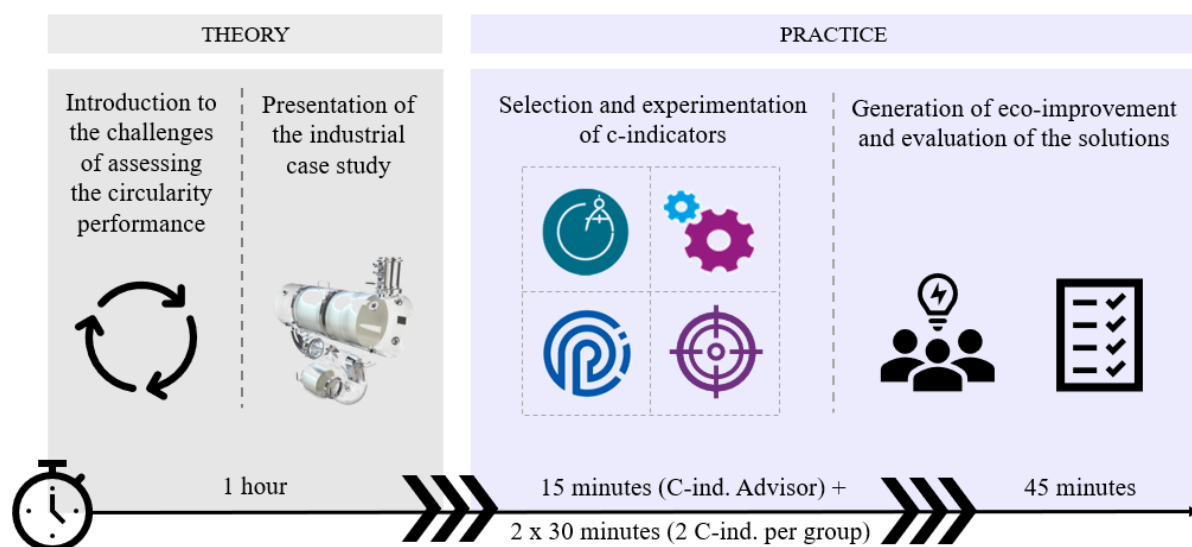 THEORY
PRACTICE
Introduction to
the challenges
of assessing
the circularity
performance
Presentation of
the industrial
case study
Selection and experimentation
of c-indicators
Generation of eco-improvement
and evaluation of the solutions
1 hour
15 minutes (C-ind. Advisor) +
2 x 30 minutes (2 C-ind. per group)
45 minutes